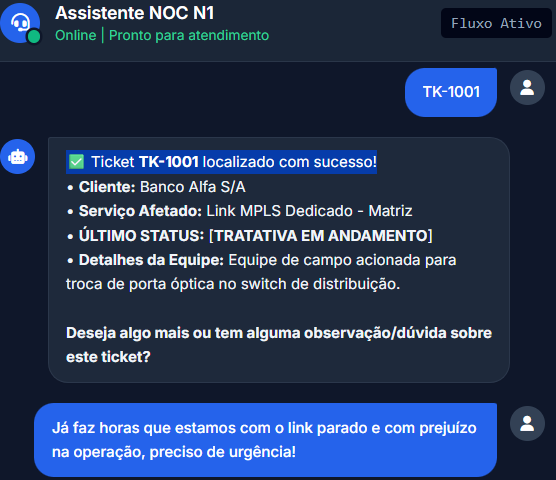 Assistente NOC N1
Online | Pronto para atendimento
Fluxo Ativo
TK-1001
✅ Ticket TK-1001 localizado com sucesso!
• Cliente: Banco Alfa S/A
• Serviço Afetado: Link MPLS Dedicado - Matriz
• ÚLTIMO STATUS: [TRATATIVA EM ANDAMENTO]
• Detalhes da Equipe: Equipe de campo acionada para
troca de porta óptica no switch de distribuição.
Deseja algo mais ou tem alguma observação/dúvida sobre
este ticket?
Já faz horas que estamos com o link parado e com prejuízo
na operação, preciso de urgência!